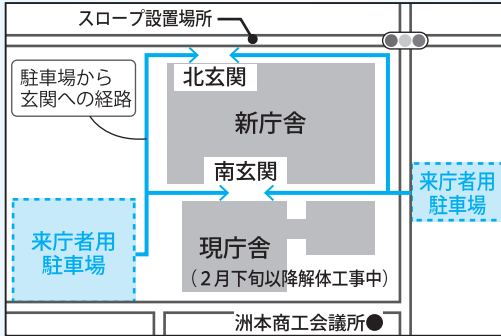 スロープ設置場所
駐車場から
玄関への経路
北玄関
新庁舎
南玄関
来庁者用
駐車場
来庁者用
駐車場
現庁舎
（２月下旬以降解体工事中）
洲本商工会議所